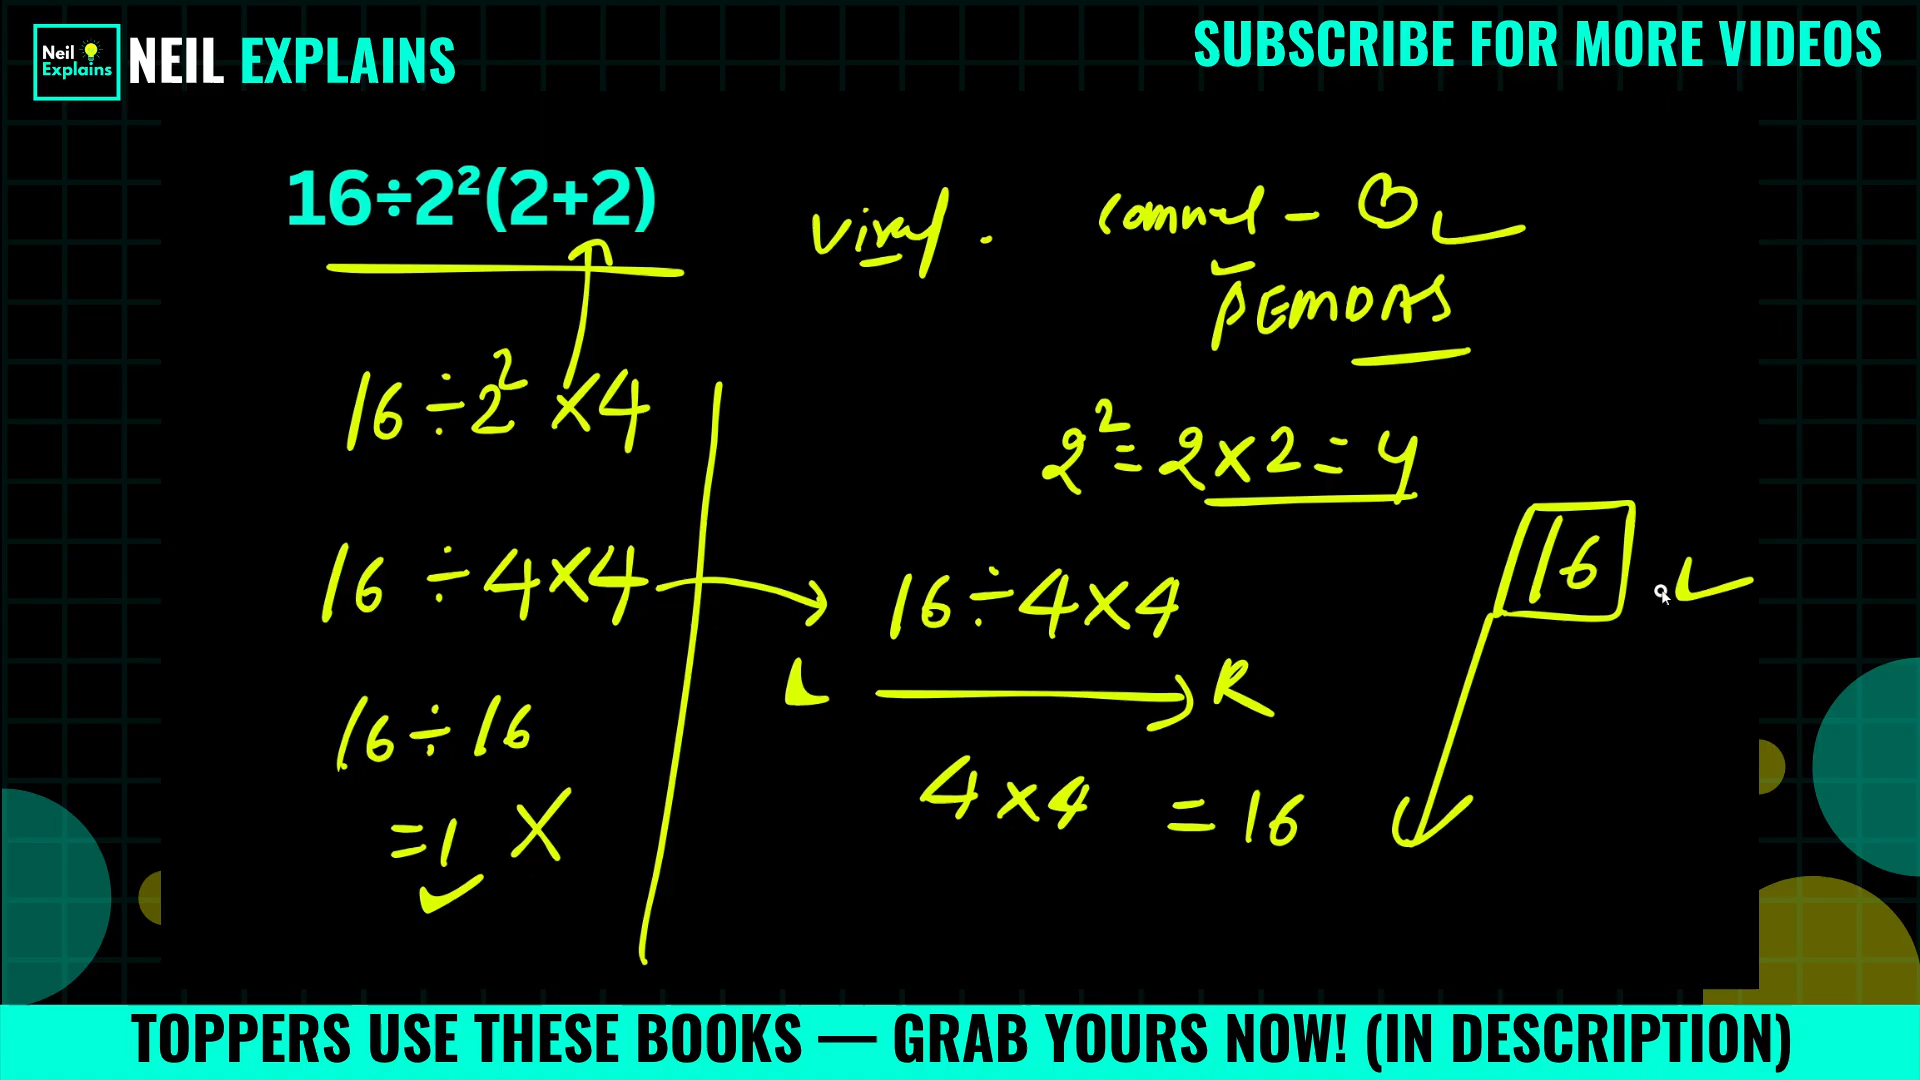 Neil
Explains
NEIL EXPLAINS
SUBSCRIBE FOR MORE VIDEOS
16÷2²(2+2)
Viral.
PEMDAS
16÷2²×4
2²=2×2=4
16÷4×4
16÷4×4
16
L
R
16÷16
4×4 =16
=1 X
TOPPERS USE THESE BOOKS — GRAB YOURS NOW! (IN DESCRIPTION)